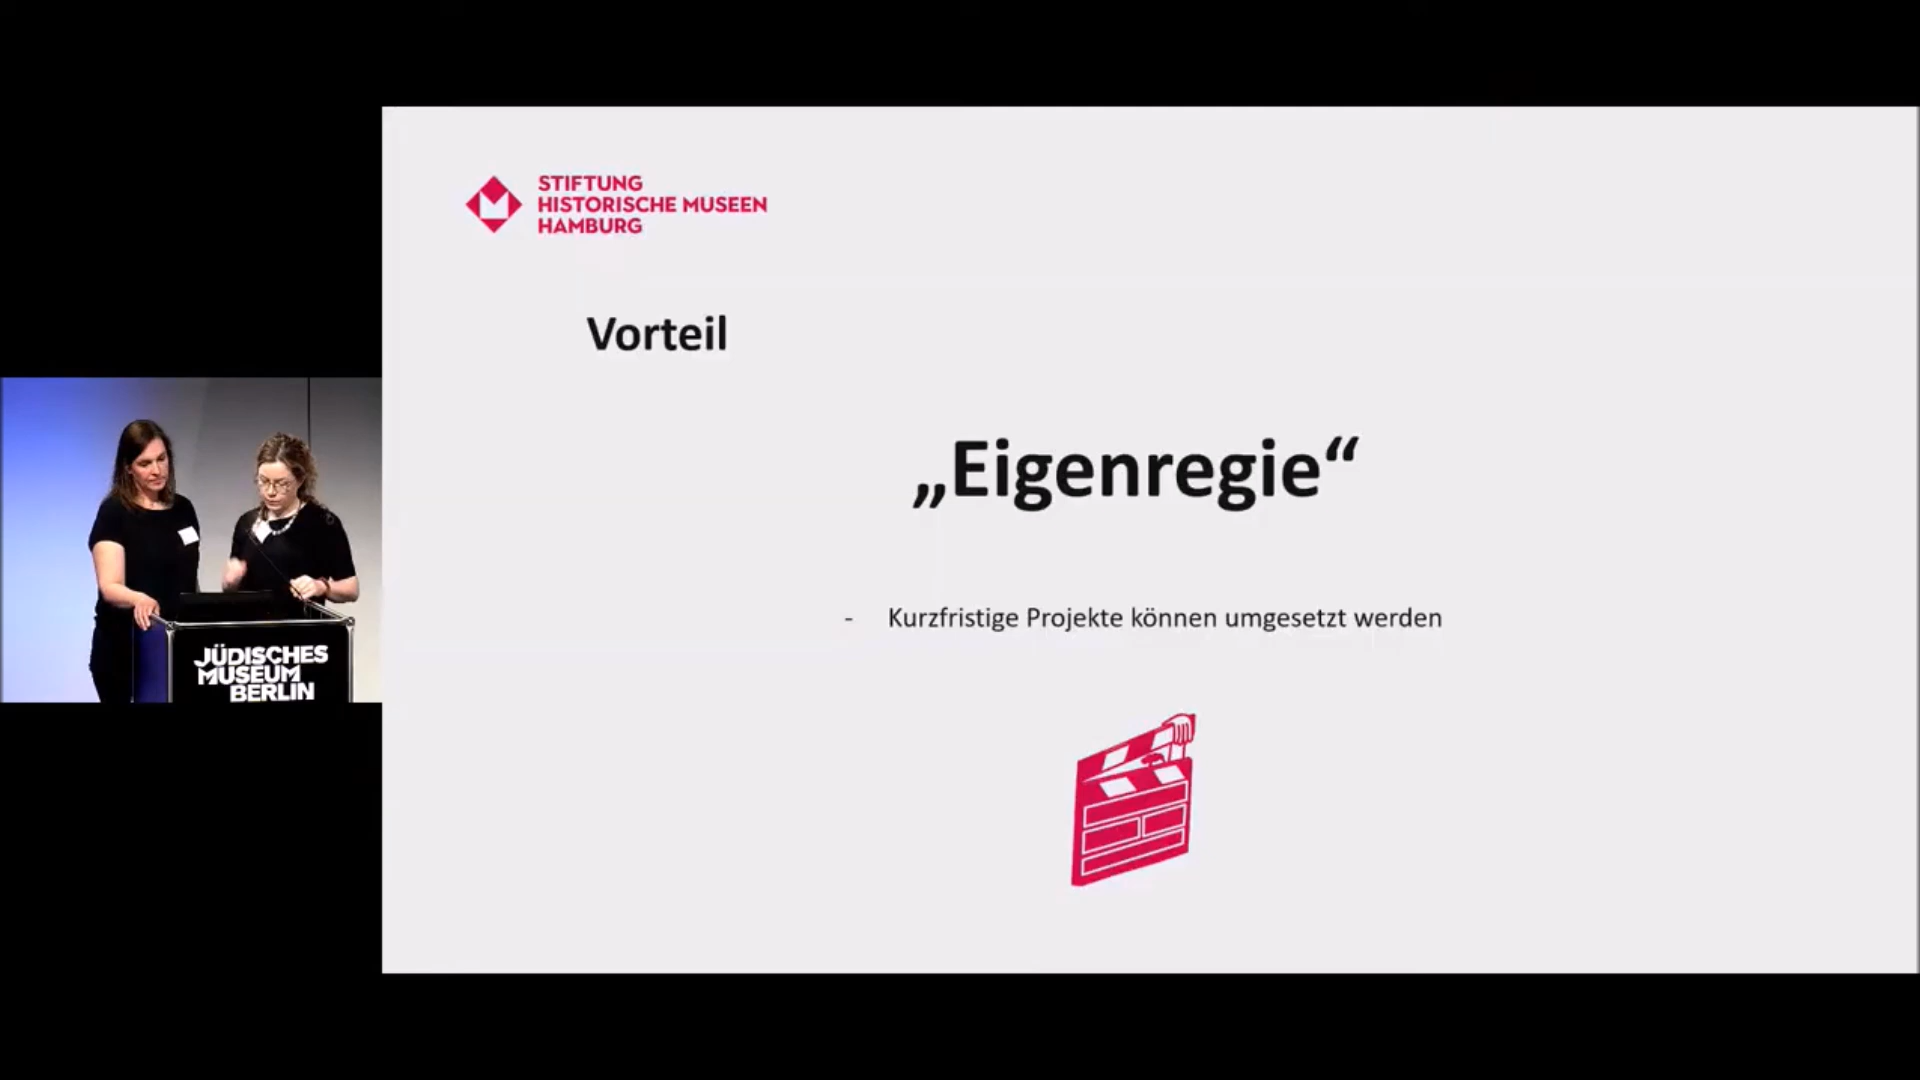 STIFTUNG
HISTORISCHE MUSEEN
HAMBURG
Vorteil
„Eigenregie“
- Kurzfristige Projekte können umgesetzt werden
JÜDISCHES
MUSEUM
BERLIN